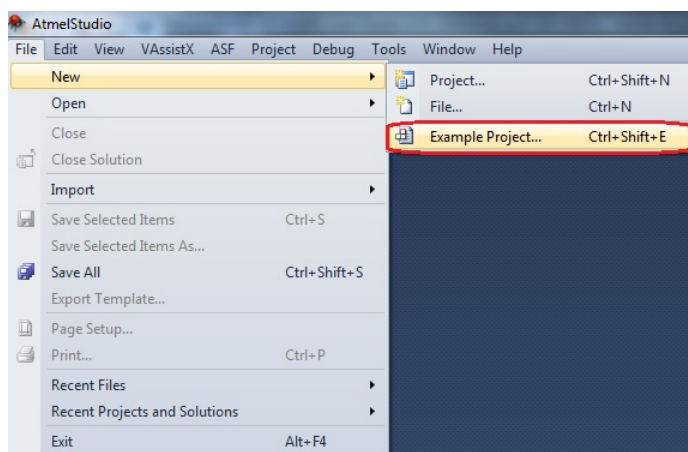 AtmelStudio
File Edit View VAssistX ASF Project Debug Tools Window Help
New
Open
Close
Close Solution
Import
Save Selected Items Ctrl+S
Save Selected Items As...
Save All Ctrl+Shift+S
Export Template...
Page Setup...
Print... Ctrl+P
Recent Files
Recent Projects and Solutions
Exit Alt+F4
Project... Ctrl+Shift+N
File... Ctrl+N
Example Project... Ctrl+Shift+E